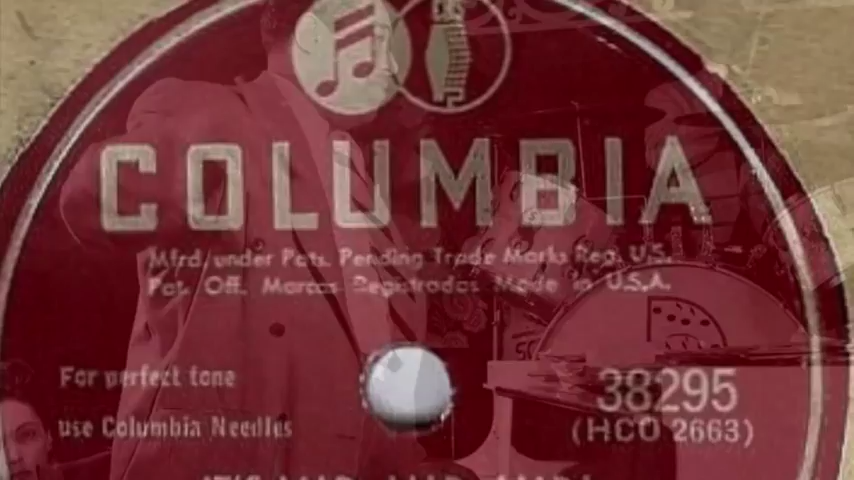 COLUMBIA
Mfrd. under Pats. Pending Trade Marks Reg. U.S.
Pat. Off. Marcas Registradas Made in U.S.A.
For perfect tone
use Columbia Needles
38295
(HCO 2663)